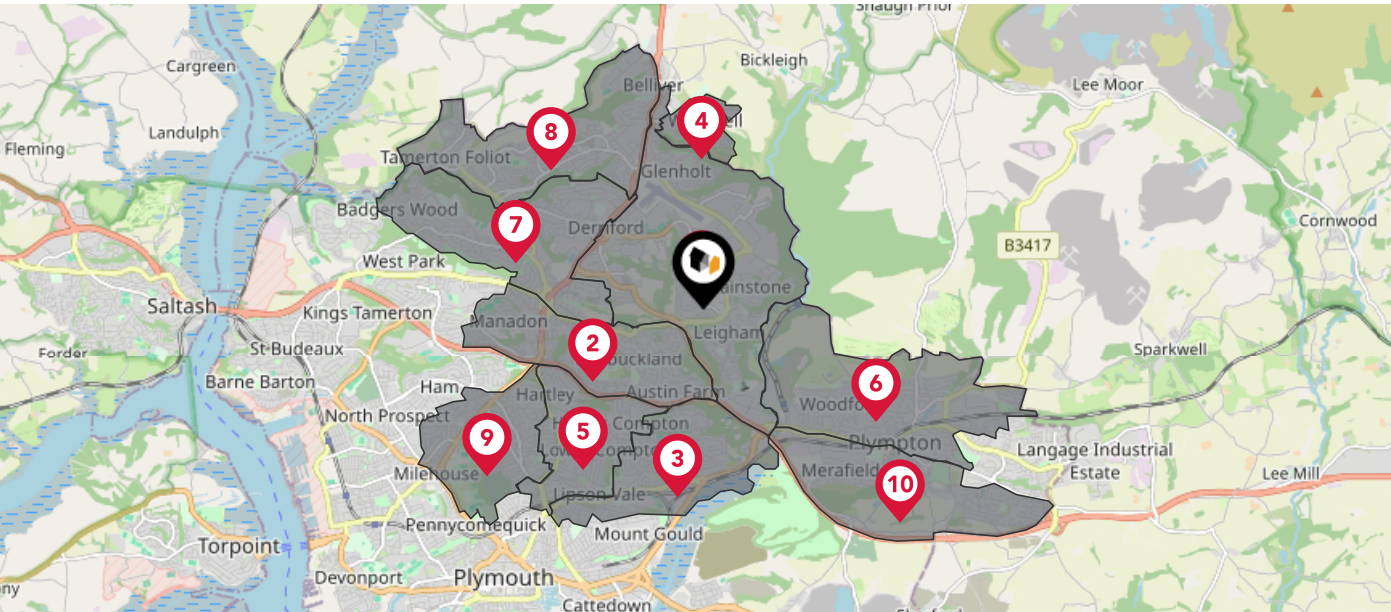 Shaugh Prior
Bickleigh
Cargreen
Belliver
Lee Moor
4
8
Landulph
Fleming
Tamerton Foliot
Glenholt
Badgers Wood
7
Derriford
Cornwood
B3417
West Park
Saltash
Kings Tamerton
Manadon
Leigham
2
St Budeaux
Forder
Sparkwell
Barne Barton
Ham
Hartley
Austin Farm
6
North Prospect
Compton
9
5
Plympton
3
Langage Industrial
Estate
Merafield
Milehouse
Lee Mill
10
Lipson Vale
Pennycomequick
Mount Gould
Torpoint
Devonport
Plymouth
Cattedown